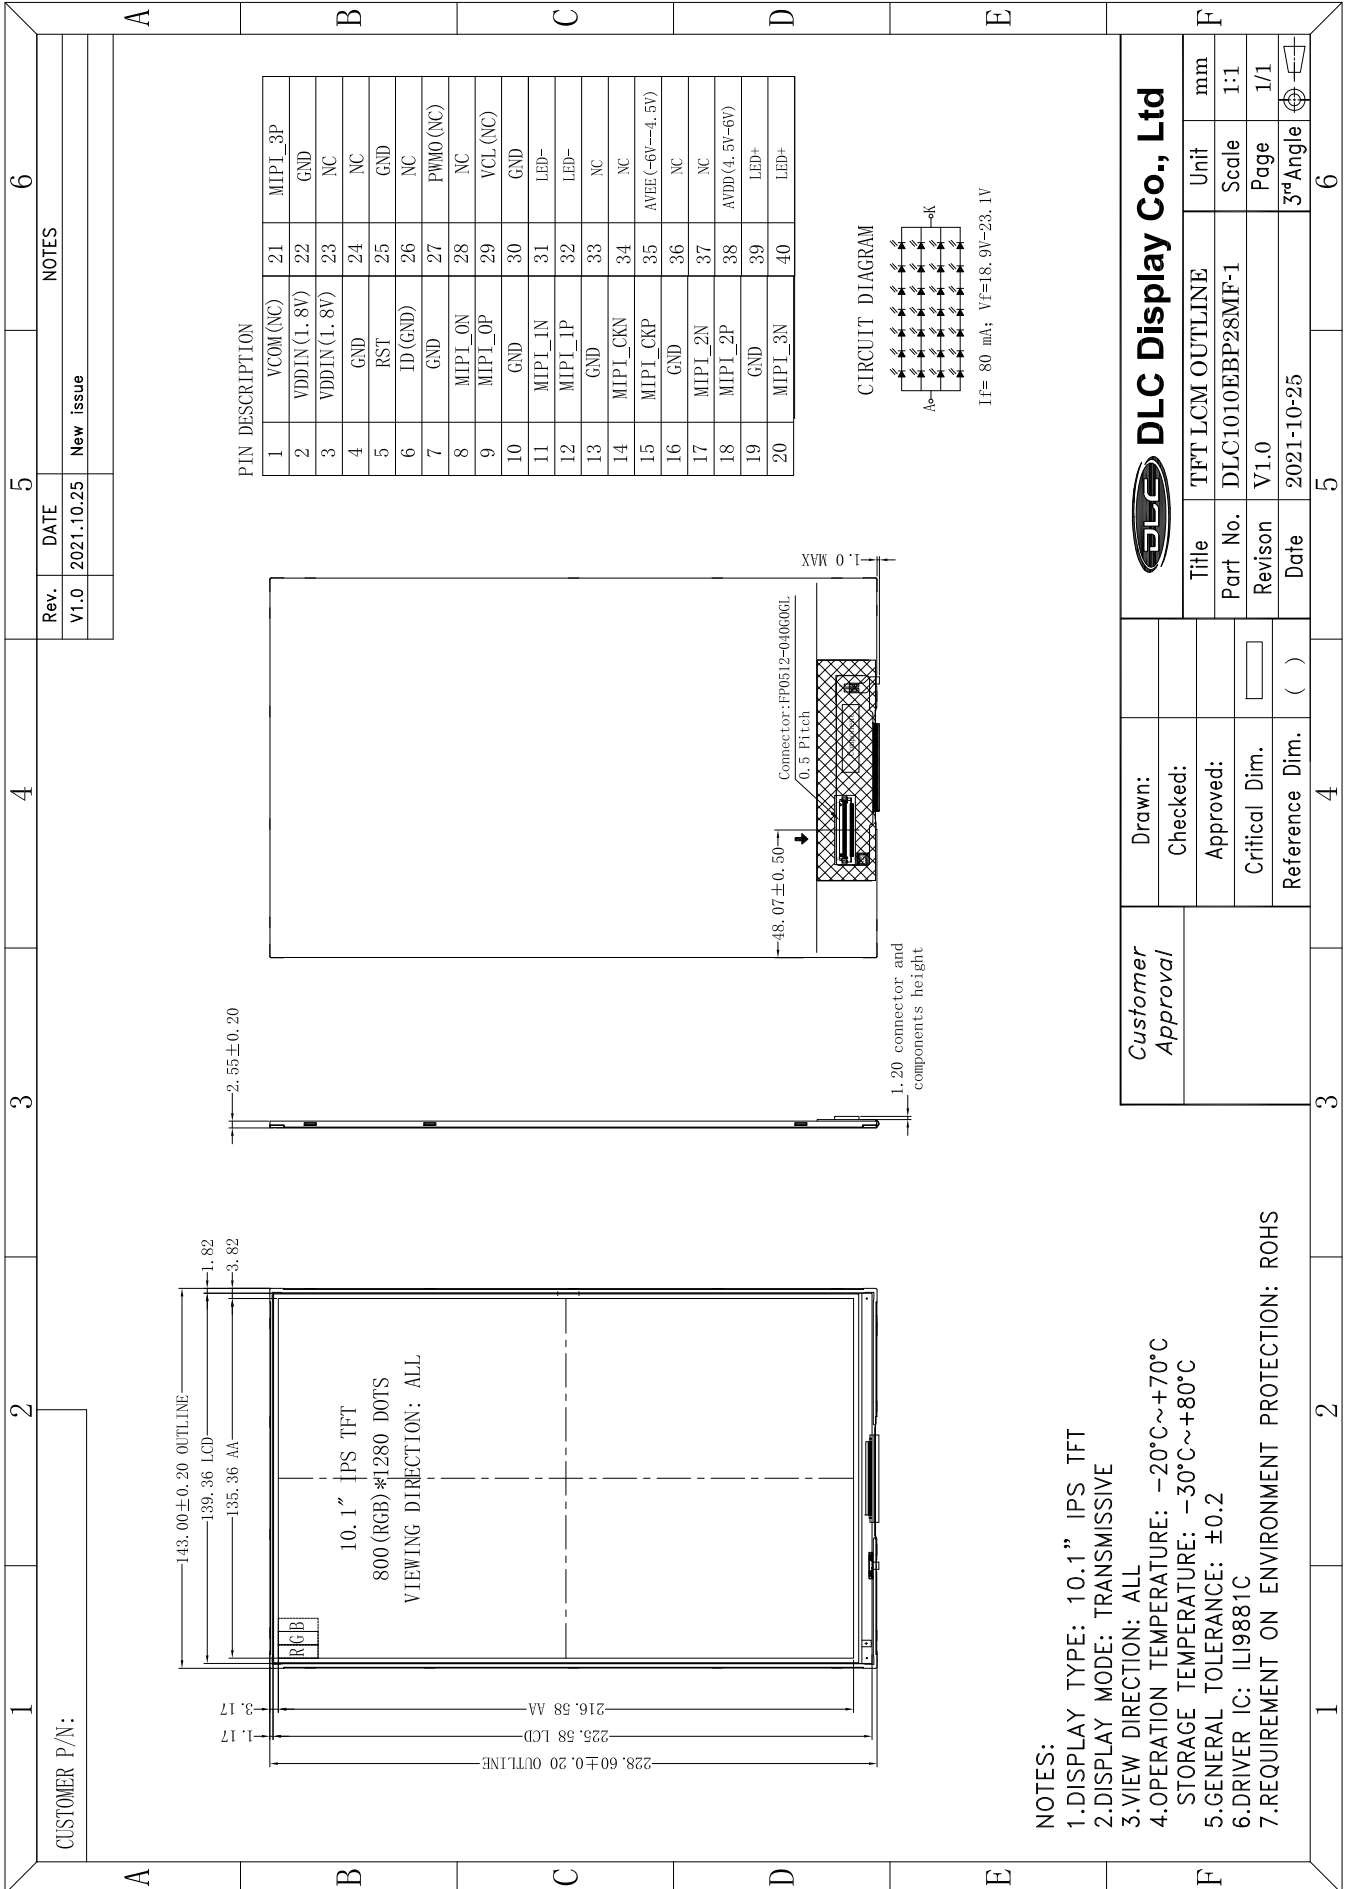 1
2
3
4
5
6
A
B
C
D
E
F
CUSTOMER P/N:
Rev. DATE NOTES
V1.0 2021.10.25 New issue
143.00±0.20 OUTLINE
139.36 LCD
135.36 AA
1.82
3.82
3.17
1.17
216.58 AA
225.58 LCD
228.60±0.20 OUTLINE
R G B
10.1" IPS TFT
800(RGB)*1280 DOTS
VIEWING DIRECTION: ALL
2.55±0.20
1.20 connector and
components height
48.07±0.50
Connector:FP0512-040G0GL
0.5 Pitch
1.0 MAX
PIN DESCRIPTION
1 VCOM(NC) 21 MIPI_3P
2 VDDIN(1.8V) 22 GND
3 VDDIN(1.8V) 23 NC
4 GND 24 NC
5 RST 25 GND
6 ID(GND) 26 NC
7 GND 27 PWMO(NC)
8 MIPI_0N 28 NC
9 MIPI_0P 29 VCL(NC)
10 GND 30 GND
11 MIPI_1N 31 LED-
12 MIPI_1P 32 LED-
13 GND 33 NC
14 MIPI_CKN 34 NC
15 MIPI_CKP 35 AVEE(-6V--4.5V)
16 GND 36 NC
17 MIPI_2N 37 NC
18 MIPI_2P 38 AVDD(4.5V-6V)
19 GND 39 LED+
20 MIPI_3N 40 LED+
CIRCUIT DIAGRAM
A K
If= 80 mA; Vf=18.9V-23.1V
NOTES:
1.DISPLAY TYPE: 10.1” IPS TFT
2.DISPLAY MODE: TRANSMISSIVE
3.VIEW DIRECTION: ALL
4.OPERATION TEMPERATURE: -20°C~+70°C
STORAGE TEMPERATURE: -30°C~+80°C
5.GENERAL TOLERANCE: ±0.2
6.DRIVER IC: ILI9881C
7.REQUIREMENT ON ENVIRONMENT PROTECTION: ROHS
Customer
Approval
Drawn:
Checked:
Approved:
Critical Dim.
Reference Dim. ( )
DLC DLC Display Co., Ltd
Title TFT LCM OUTLINE Unit mm
Part No. DLC1010EBP28MF-1 Scale 1:1
Revison V1.0 Page 1/1
Date 2021-10-25 3rd Angle
A
B
C
D
E
F
1
2
3
4
5
6